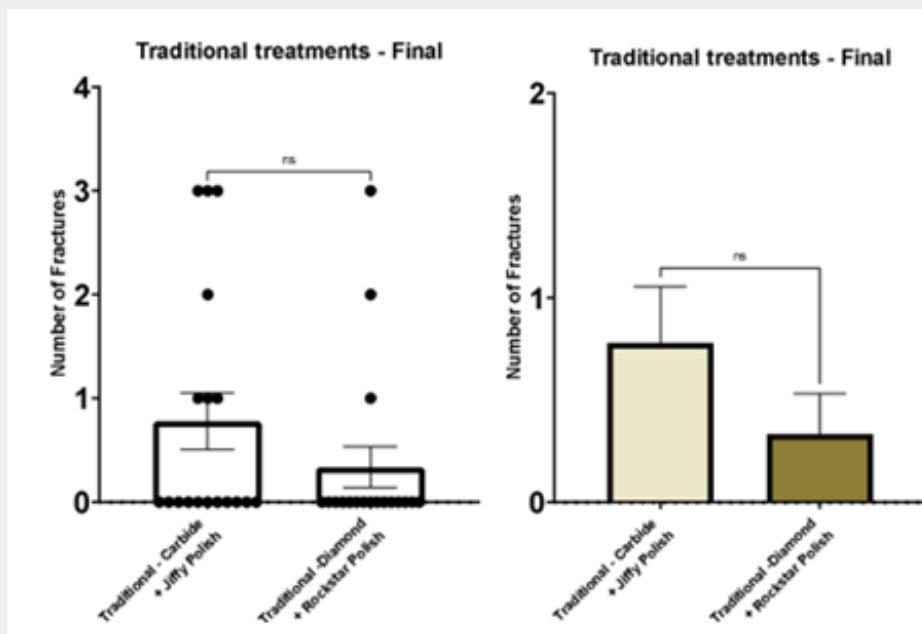 Traditional treatments - Final
4
3
2
1
0
Number of Fractures
ns
Traditional - Carbide
+ Jiffy Polish
Traditional -Diamond
+ Rockstar Polish
Traditional treatments - Final
2
1
0
Number of Fractures
ns
Traditional - Carbide
+ Jiffy Polish
Traditional -Diamond
+ Rockstar Polish